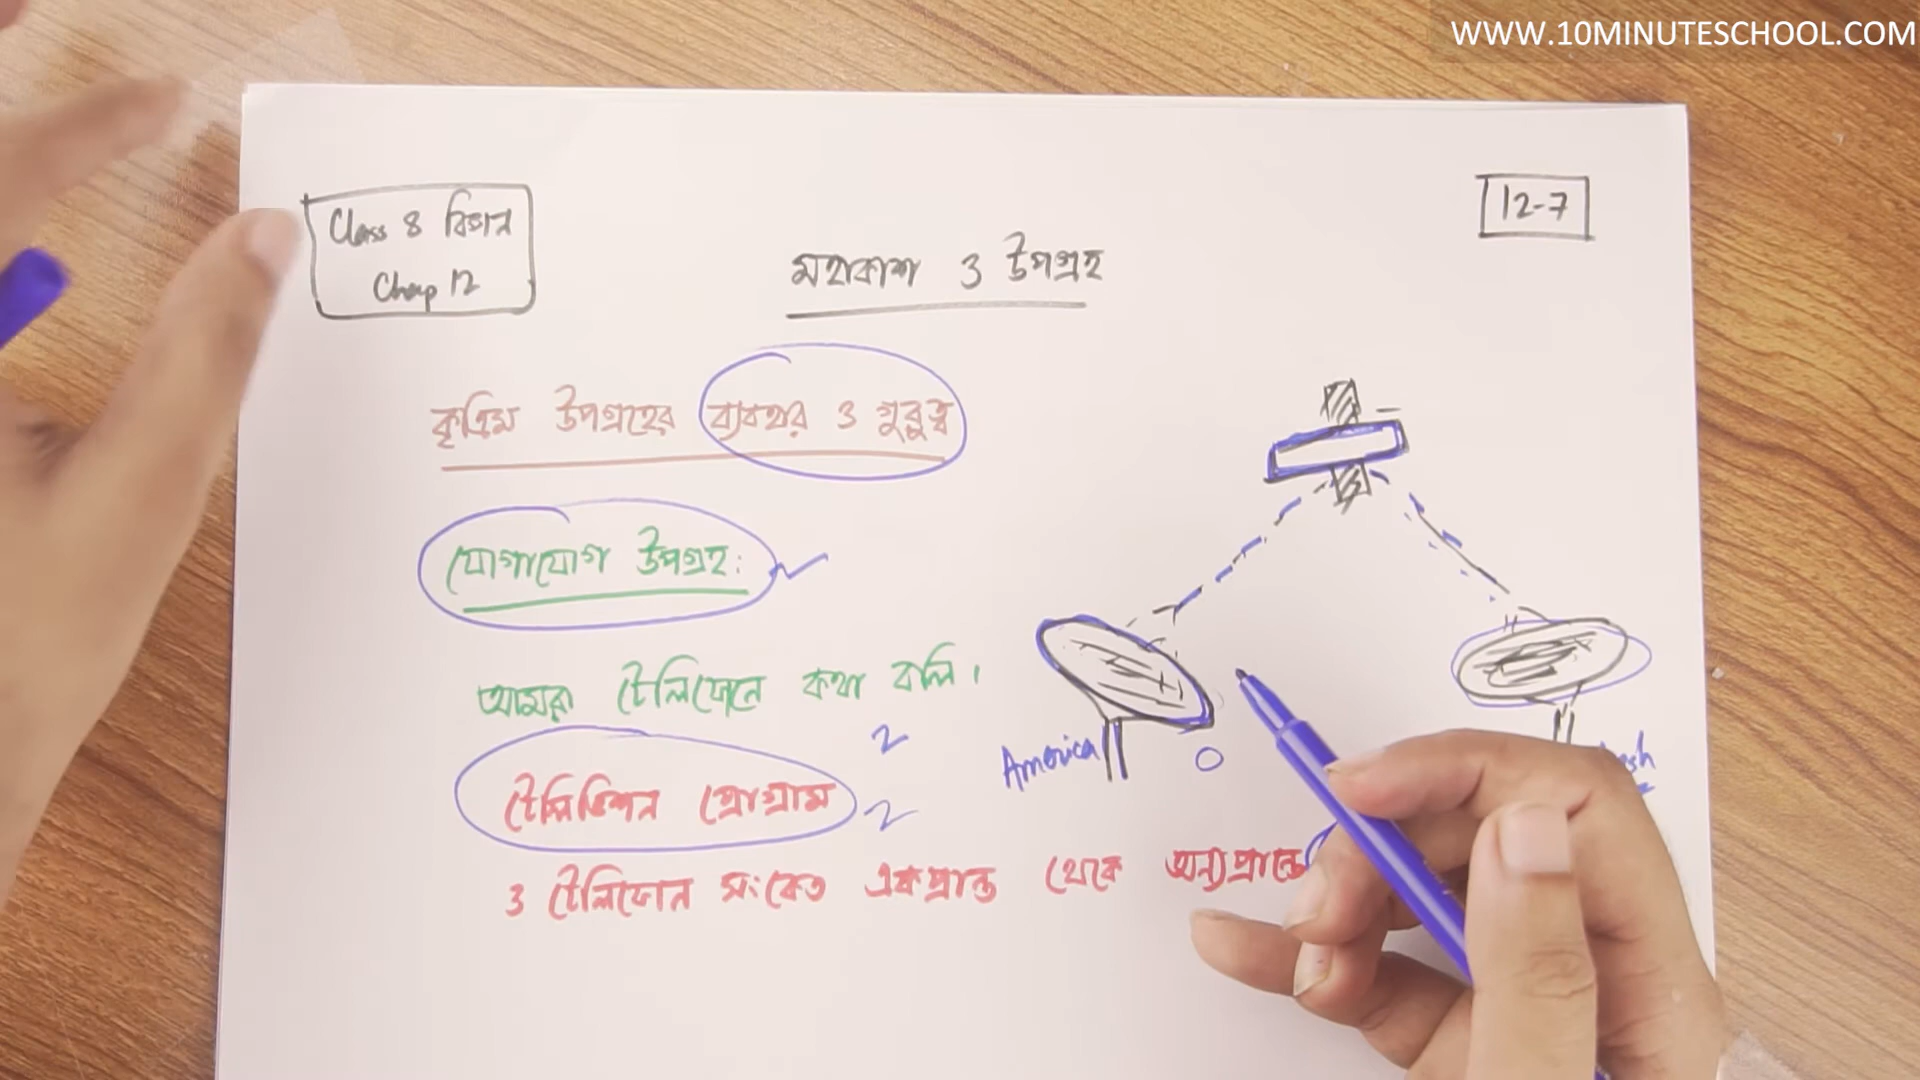 WWW.10MINUTESCHOOL.COM
Class 8 বিজ্ঞান
Chap 12
12-7
মহাকাশ ও উপগ্রহ
কৃত্রিম উপগ্রহের ব্যবহার ও গুরুত্ব
যোগাযোগ উপগ্রহ:
আমরা টেলিফোনে কথা বলি।
America
টেলিভিশন প্রোগ্রাম
ও টেলিফোন সংকেত একপ্রান্ত থেকে অন্যপ্রান্তে